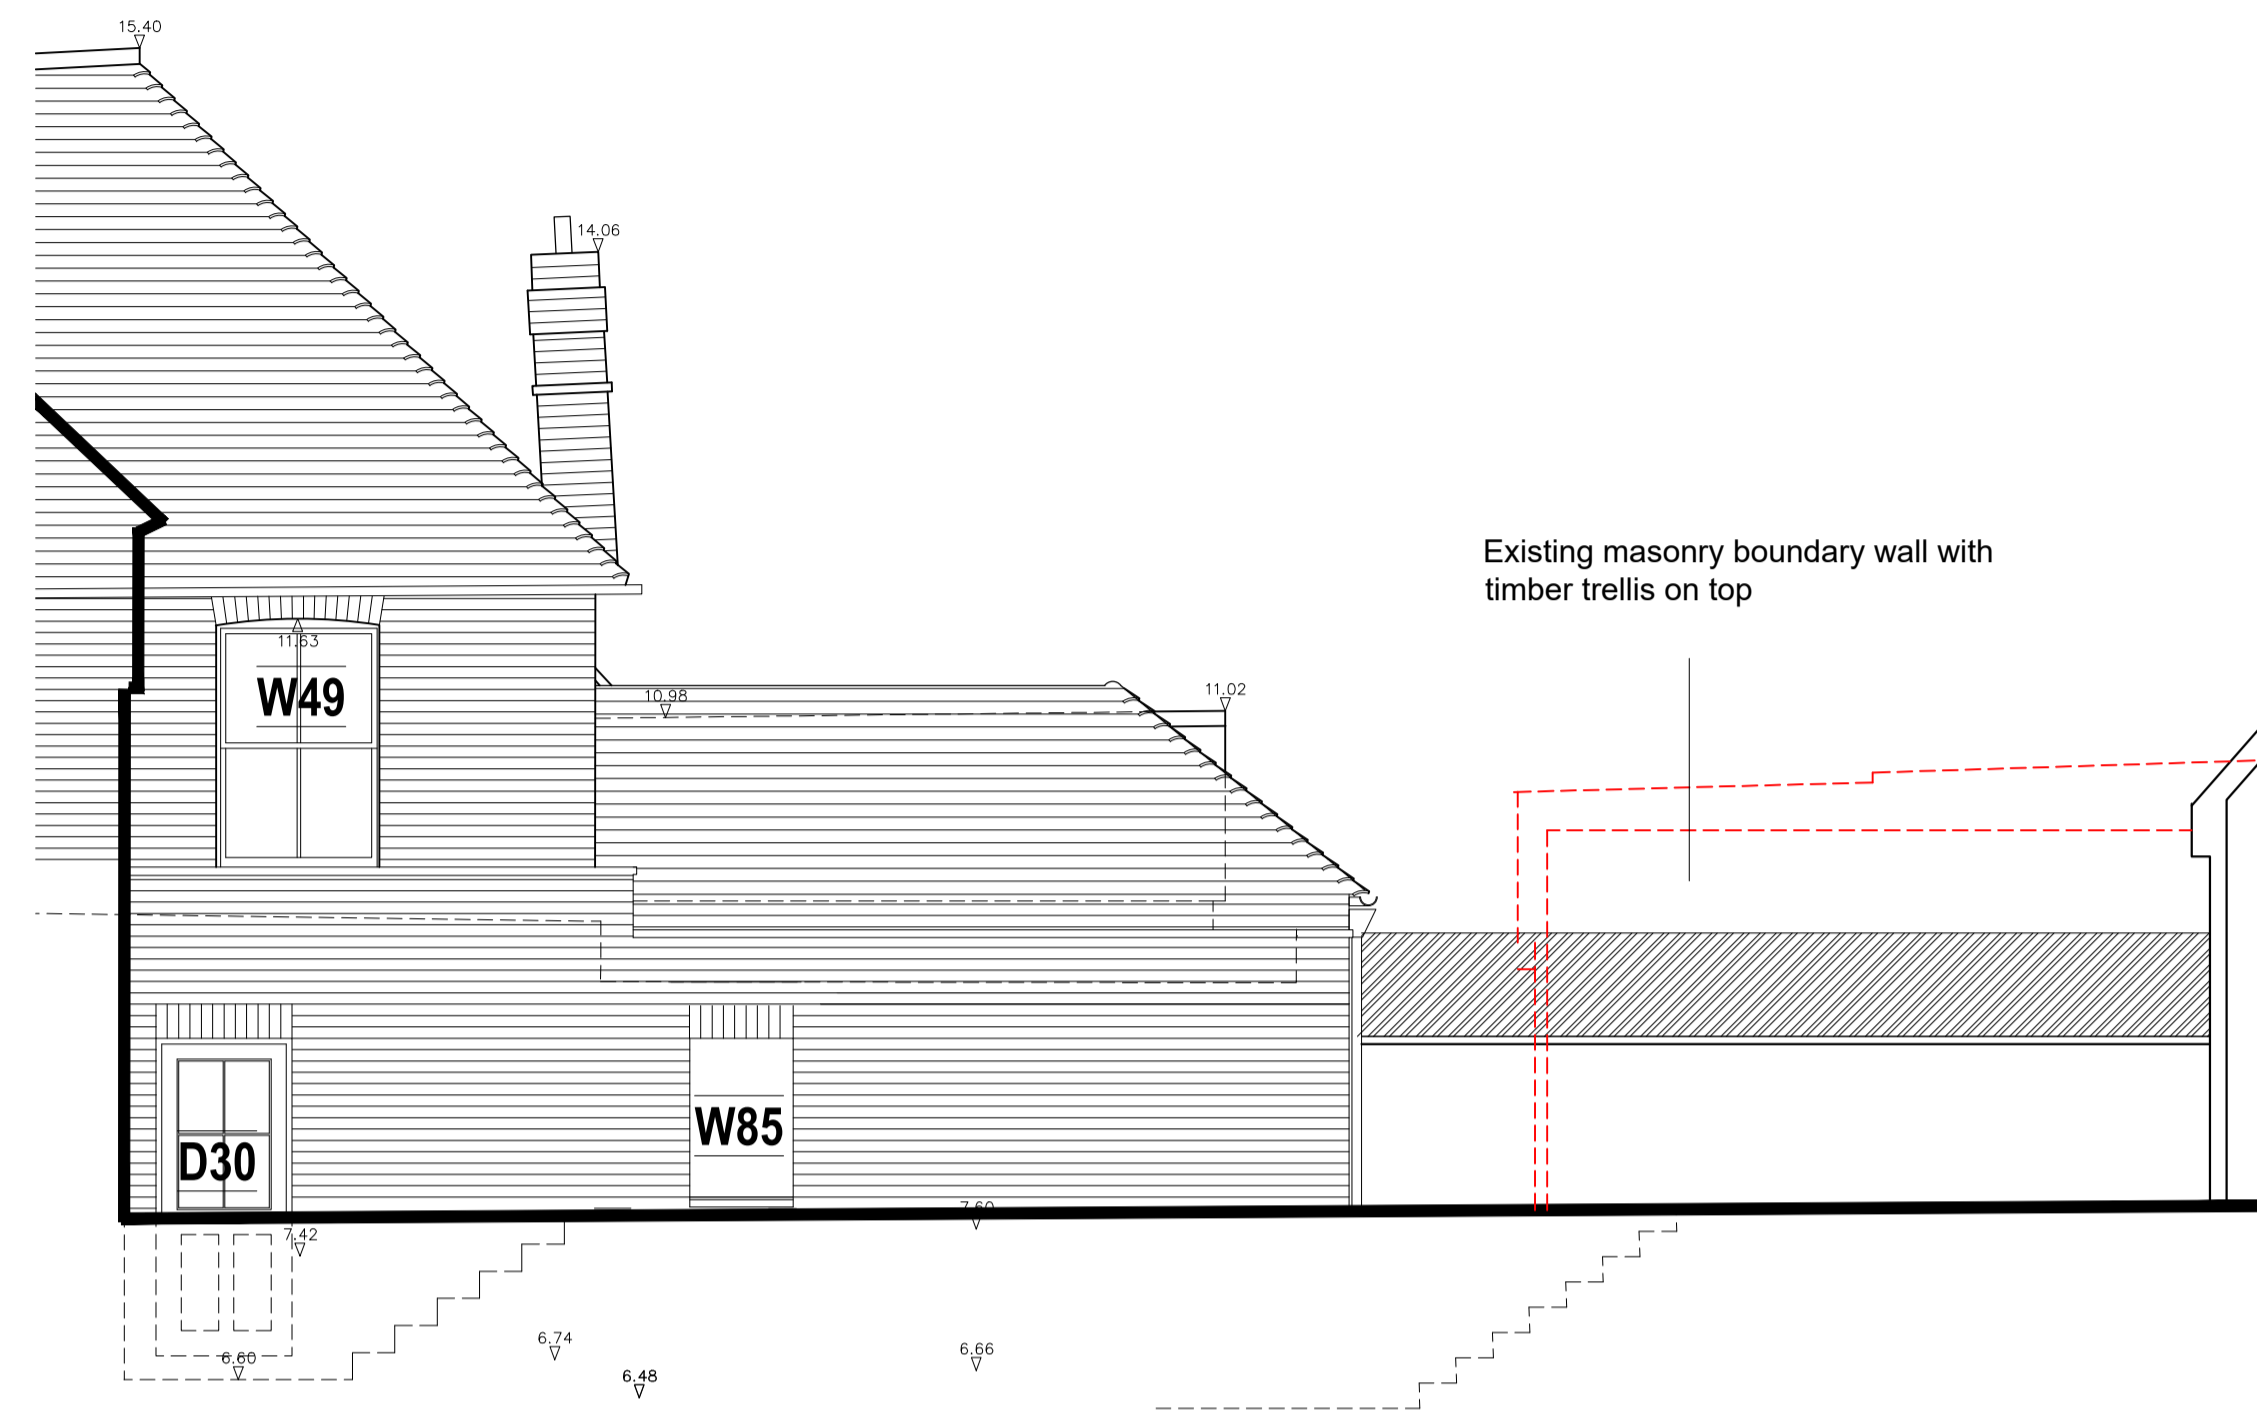 15.40
14.06
Existing masonry boundary wall with
timber trellis on top
11.63
W49
10.98
11.02
W85
D30
7.60
7.42
6.74
6.66
6.60
6.48